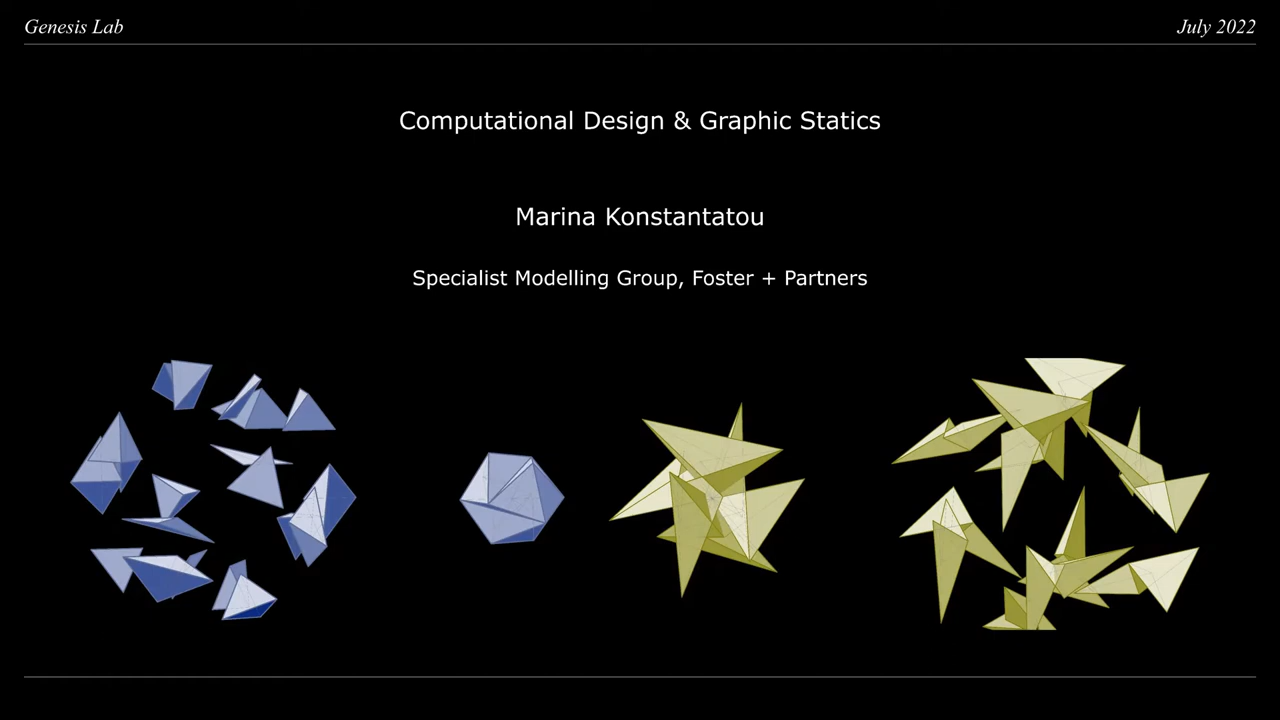 Genesis Lab
July 2022
Computational Design & Graphic Statics
Marina Konstantatou
Specialist Modelling Group, Foster + Partners